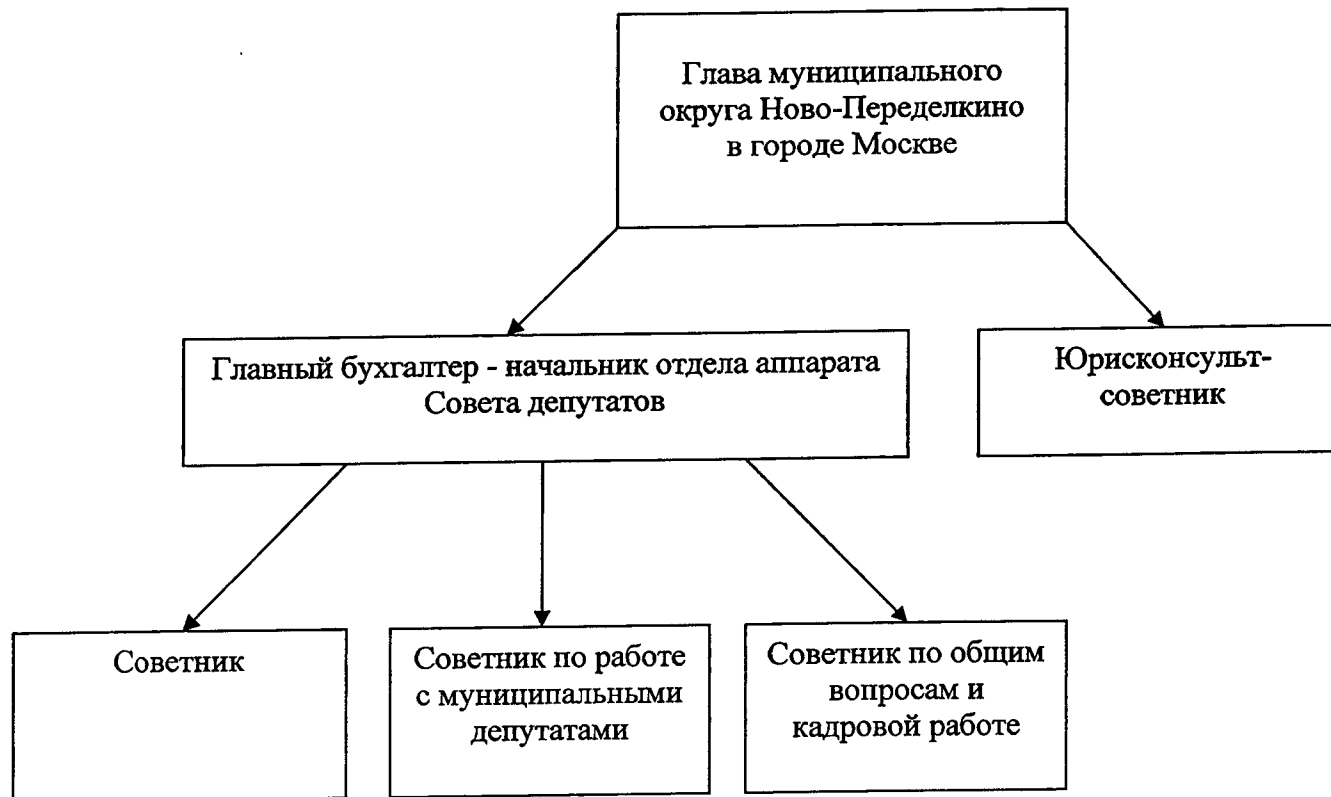 Глава муниципального
округа Ново-Переделкино
в городе Москве
Главный бухгалтер - начальник отдела аппарата
Совета депутатов
Юрисконсульт-
советник
Советник
Советник по работе
с муниципальными
депутатами
Советник по общим
вопросам и
кадровой работе